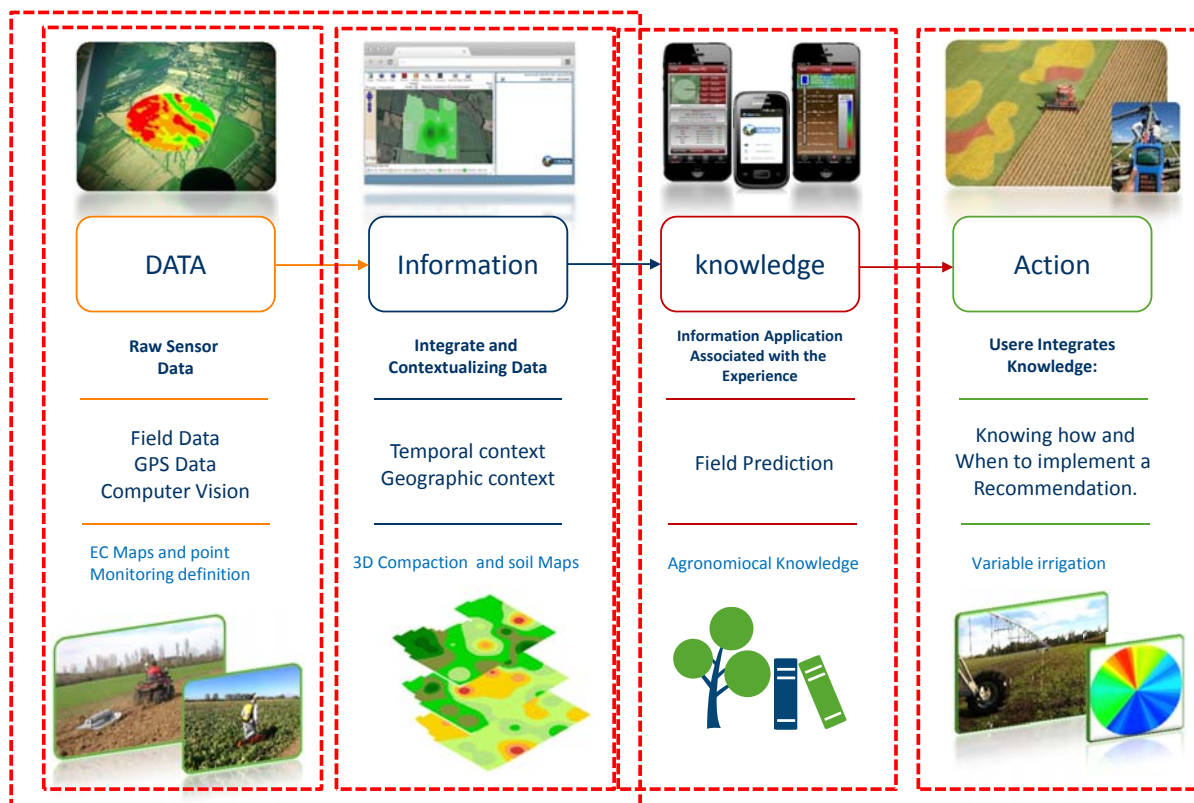 DATA
Information
knowledge
Action
Raw Sensor
Data
Integrate and
Contextualizing Data
Information Application
Associated with the
Experience
Usere Integrates
Knowledge:
Field Data
GPS Data
Computer Vision
Temporal context
Geographic context
Field Prediction
Knowing how and
When to implement a
Recommendation.
EC Maps and point
Monitoring definition
3D Compaction and soil Maps
Agronomiocal Knowledge
Variable irrigation